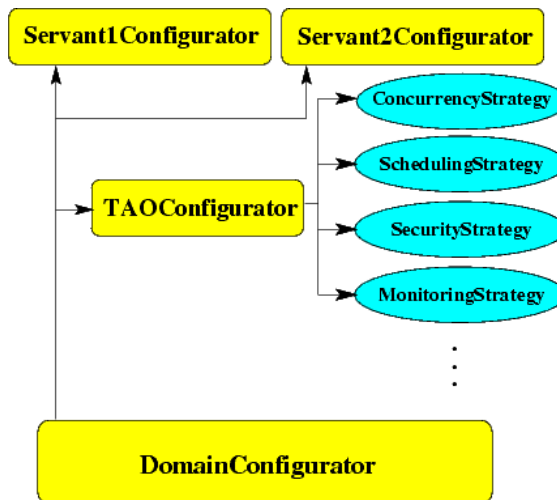 Servant1Configurator
Servant2Configurator
ConcurrencyStrategy
SchedulingStrategy
TAOConfigurator
SecurityStrategy
MonitoringStrategy
DomainConfigurator